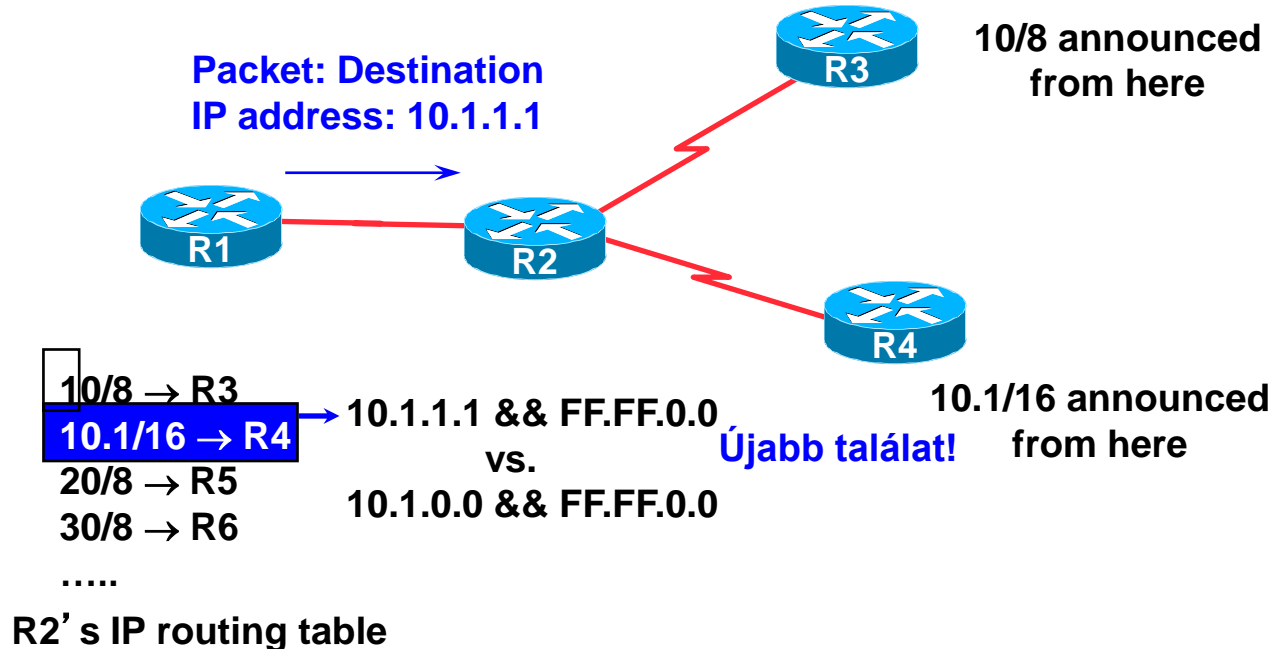 Packet: Destination
IP address: 10.1.1.1
R3
10/8 announced
from here
R1
R2
R4
10.1/16 announced
from here
10/8 → R3
10.1/16 → R4
20/8 → R5
30/8 → R6
…..
R2’s IP routing table
10.1.1.1 && FF.FF.0.0
vs.
10.1.0.0 && FF.FF.0.0
Újabb találat!